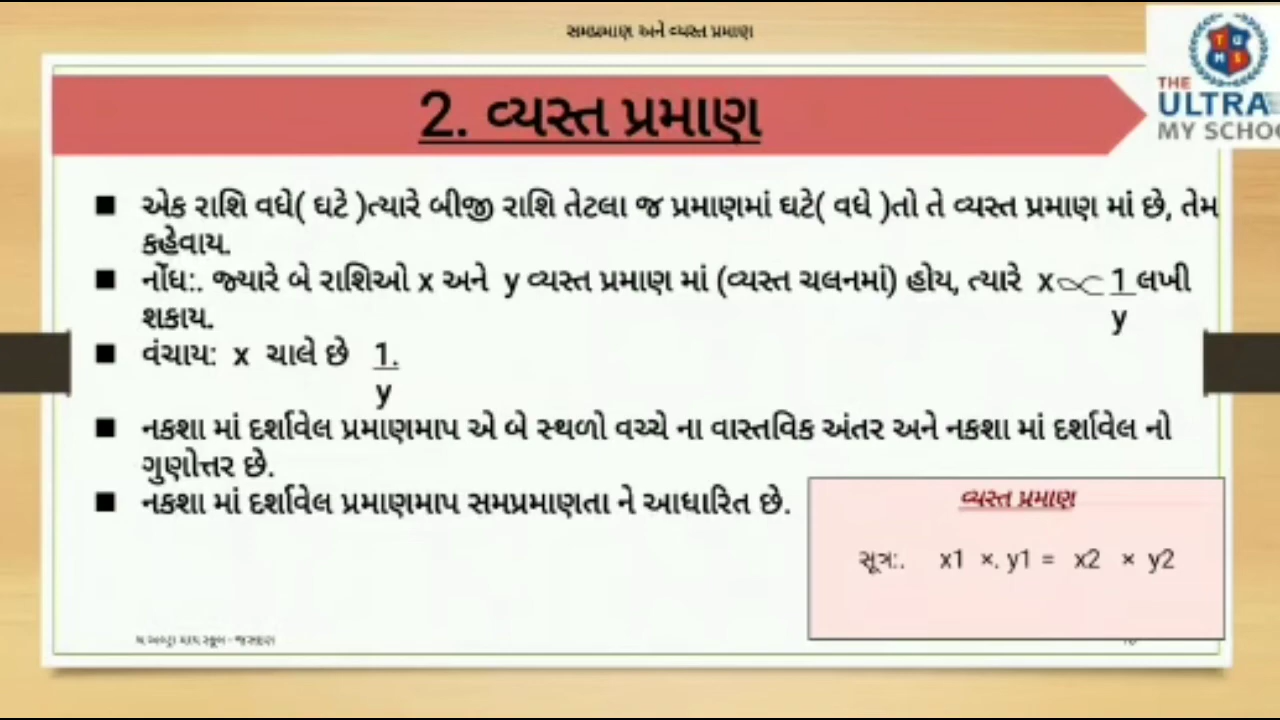 સમપ્રમાણ અને વ્યસ્ત પ્રમાણ
THE
ULTRA
MY SCHOO
2. વ્યસ્ત પ્રમાણ
■ એક રાશિ વધે( ઘટે )ત્યારે બીજી રાશિ તેટલા જ પ્રમાણમાં ઘટે( વધે )તો તે વ્યસ્ત પ્રમાણ માં છે, તેમ
કહેવાય.
■ નોંધ:. જ્યારે બે રાશિઓ x અને y વ્યસ્ત પ્રમાણ માં (વ્યસ્ત ચલનમાં) હોય, ત્યારે x ∝ 1 લખી
શકાય. y
■ વંચાય: x ચાલે છે 1.
y
■ નકશા માં દર્શાવેલ પ્રમાણમાપ એ બે સ્થળો વચ્ચે ના વાસ્તવિક અંતર અને નકશા માં દર્શાવેલ નો
ગુણોત્તર છે.
■ નકશા માં દર્શાવેલ પ્રમાણમાપ સમપ્રમાણતા ને આધારિત છે.
વ્યસ્ત પ્રમાણ
સૂત્ર:. x1 ×. y1 = x2 × y2